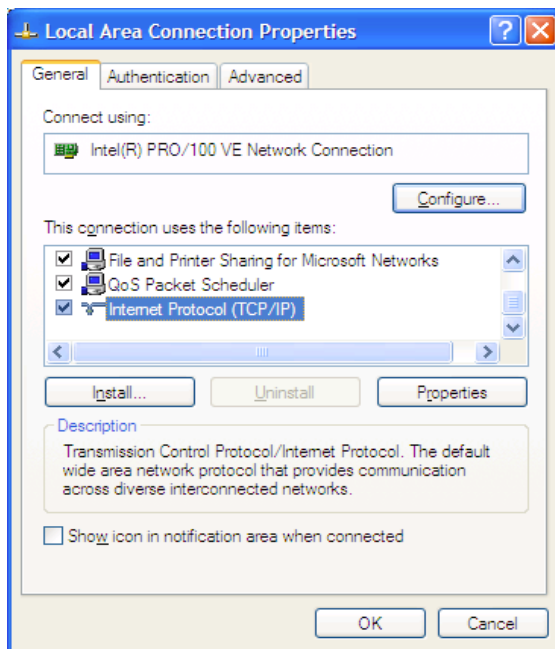 Local Area Connection Properties
General Authentication Advanced
Connect using:
Intel(R) PRO/100 VE Network Connection
Configure...
This connection uses the following items:
File and Printer Sharing for Microsoft Networks
QoS Packet Scheduler
Internet Protocol (TCP/IP)
Install... Uninstall Properties
Description
Transmission Control Protocol/Internet Protocol. The default
wide area network protocol that provides communication
across diverse interconnected networks.
Show icon in notification area when connected
OK Cancel